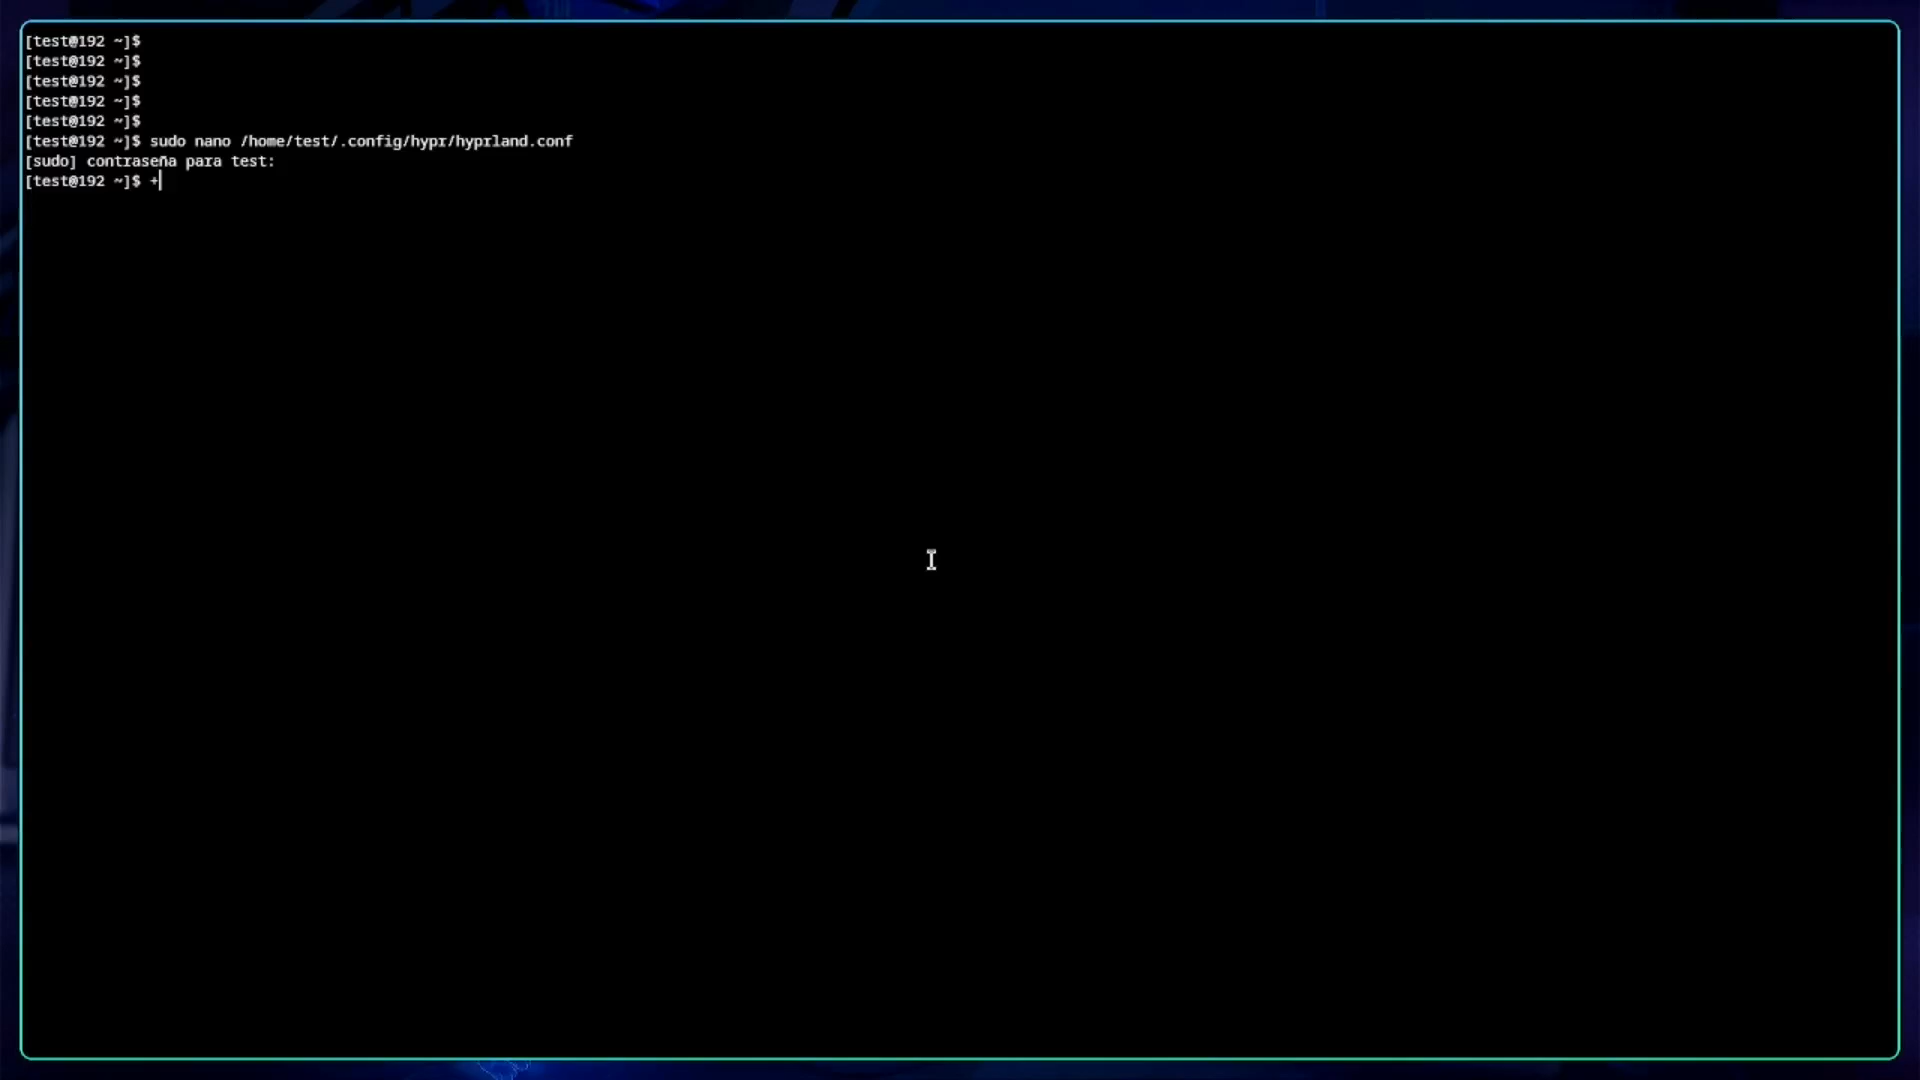 [test@192 ~]$
[test@192 ~]$
[test@192 ~]$
[test@192 ~]$
[test@192 ~]$
[test@192 ~]$ sudo nano /home/test/.config/hypr/hyprland.conf
[sudo] contraseña para test:
[test@192 ~]$ +